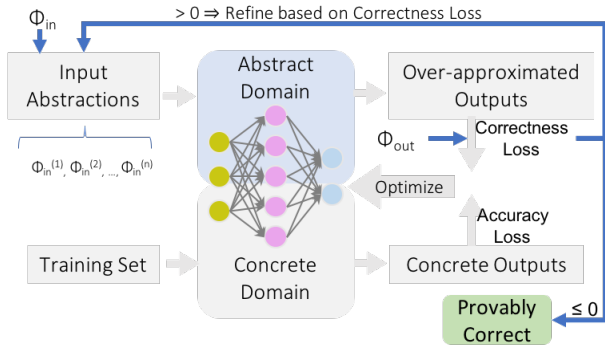 Φin
> 0 ⇒ Refine based on Correctness Loss
Input
Abstractions
Abstract
Domain
Over-approximated
Outputs
Φin(1), Φin(2), ..., Φin(n)
Φout
Correctness
Loss
Optimize
Accuracy
Loss
Training Set
Concrete
Domain
Concrete Outputs
Provably
Correct
≤ 0